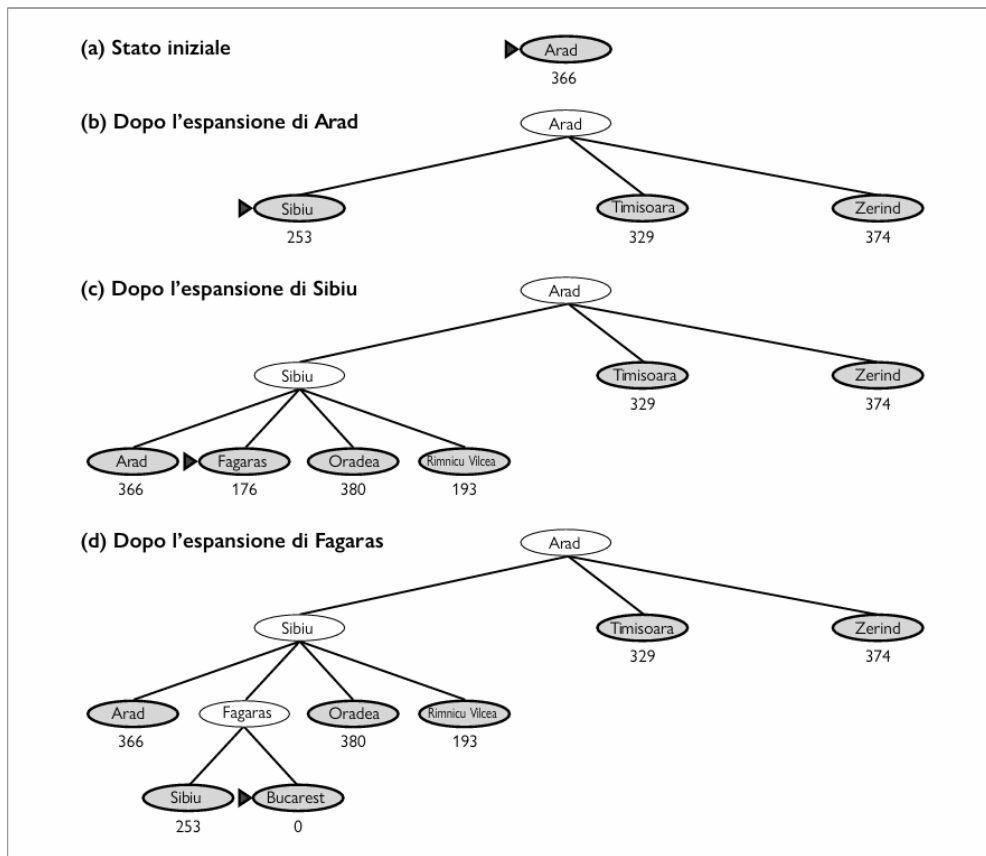 (a) Stato iniziale
Arad
366
(b) Dopo l'espansione di Arad
Arad
Sibiu Timisoara Zerind
253 329 374
(c) Dopo l'espansione di Sibiu
Arad
Sibiu Timisoara Zerind
329 374
Arad Fagaras Oradea Rimnicu Vilcea
366 176 380 193
(d) Dopo l'espansione di Fagaras
Arad
Sibiu Timisoara Zerind
329 374
Arad Fagaras Oradea Rimnicu Vilcea
366 380 193
Sibiu Bucarest
253 0